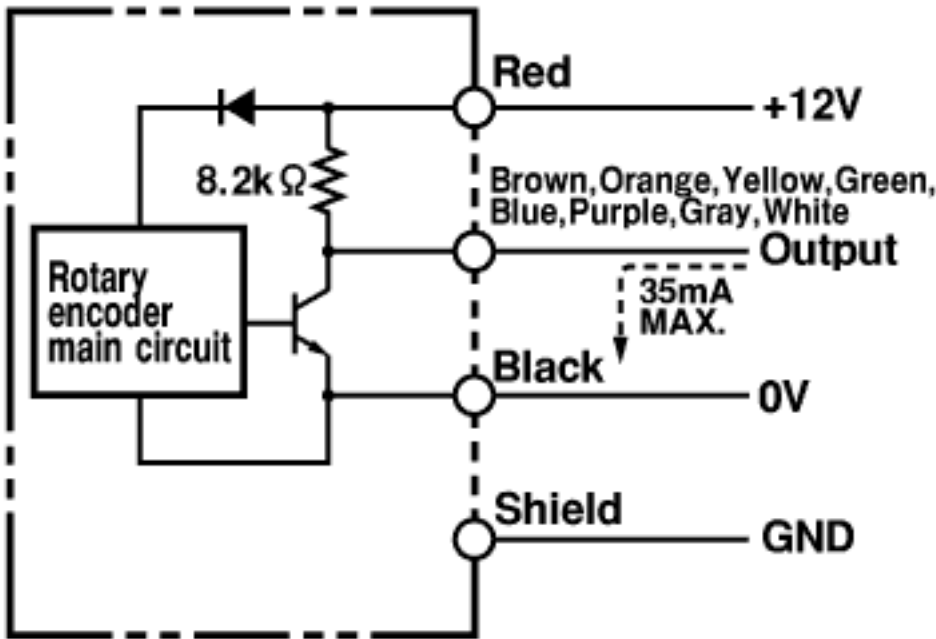 Red
+12V
8.2kΩ
Brown,Orange,Yellow,Green,
Blue,Purple,Gray,White
Output
Rotary
encoder
main circuit
35mA
MAX.
Black
0V
Shield
GND